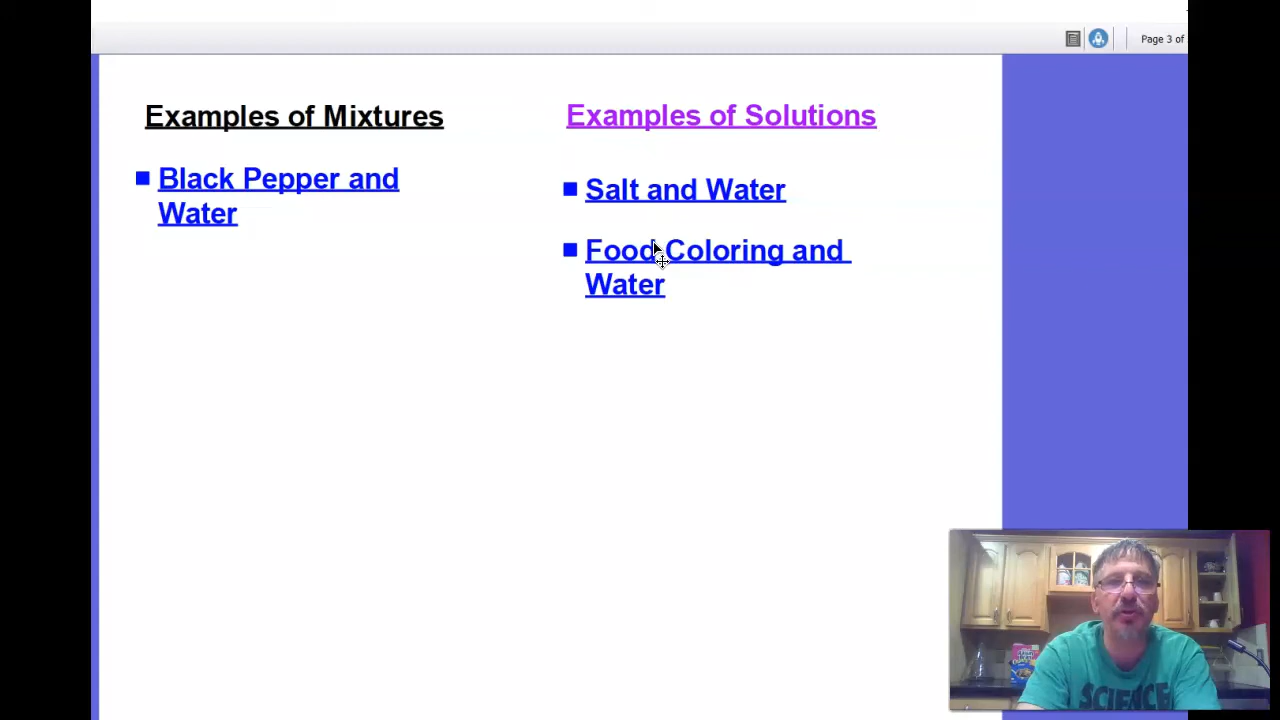 Page 3 of
Examples of Mixtures
Black Pepper and
Water
Examples of Solutions
Salt and Water
Food Coloring and
Water
SCIENCE